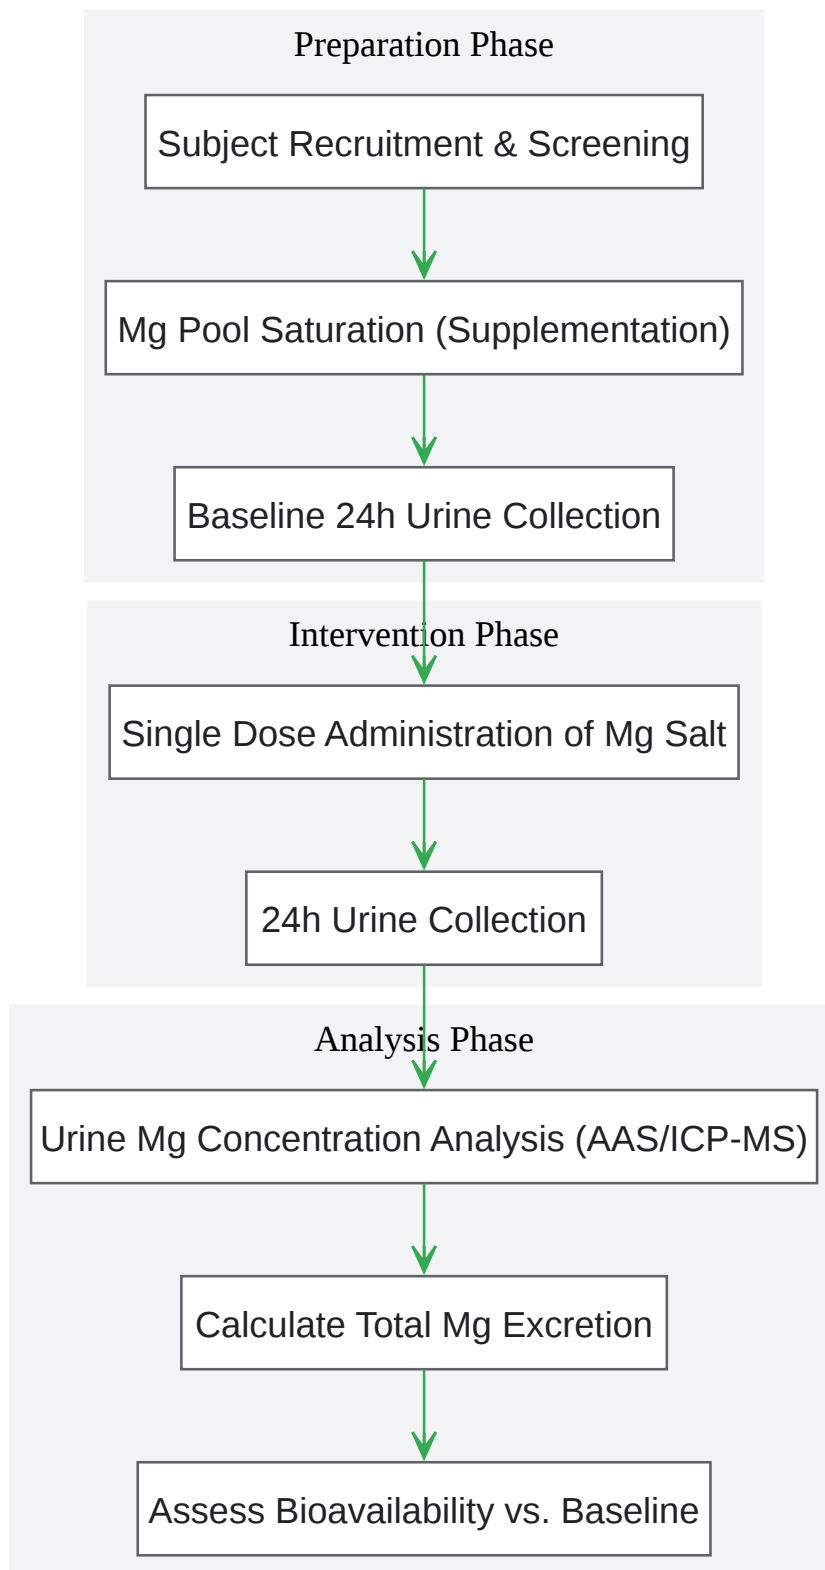 Preparation Phase
Subject Recruitment & Screening
Mg Pool Saturation (Supplementation)
Baseline 24h Urine Collection
Intervention Phase
Single Dose Administration of Mg Salt
24h Urine Collection
Analysis Phase
Urine Mg Concentration Analysis (AAS/ICP-MS)
Calculate Total Mg Excretion
Assess Bioavailability vs. Baseline